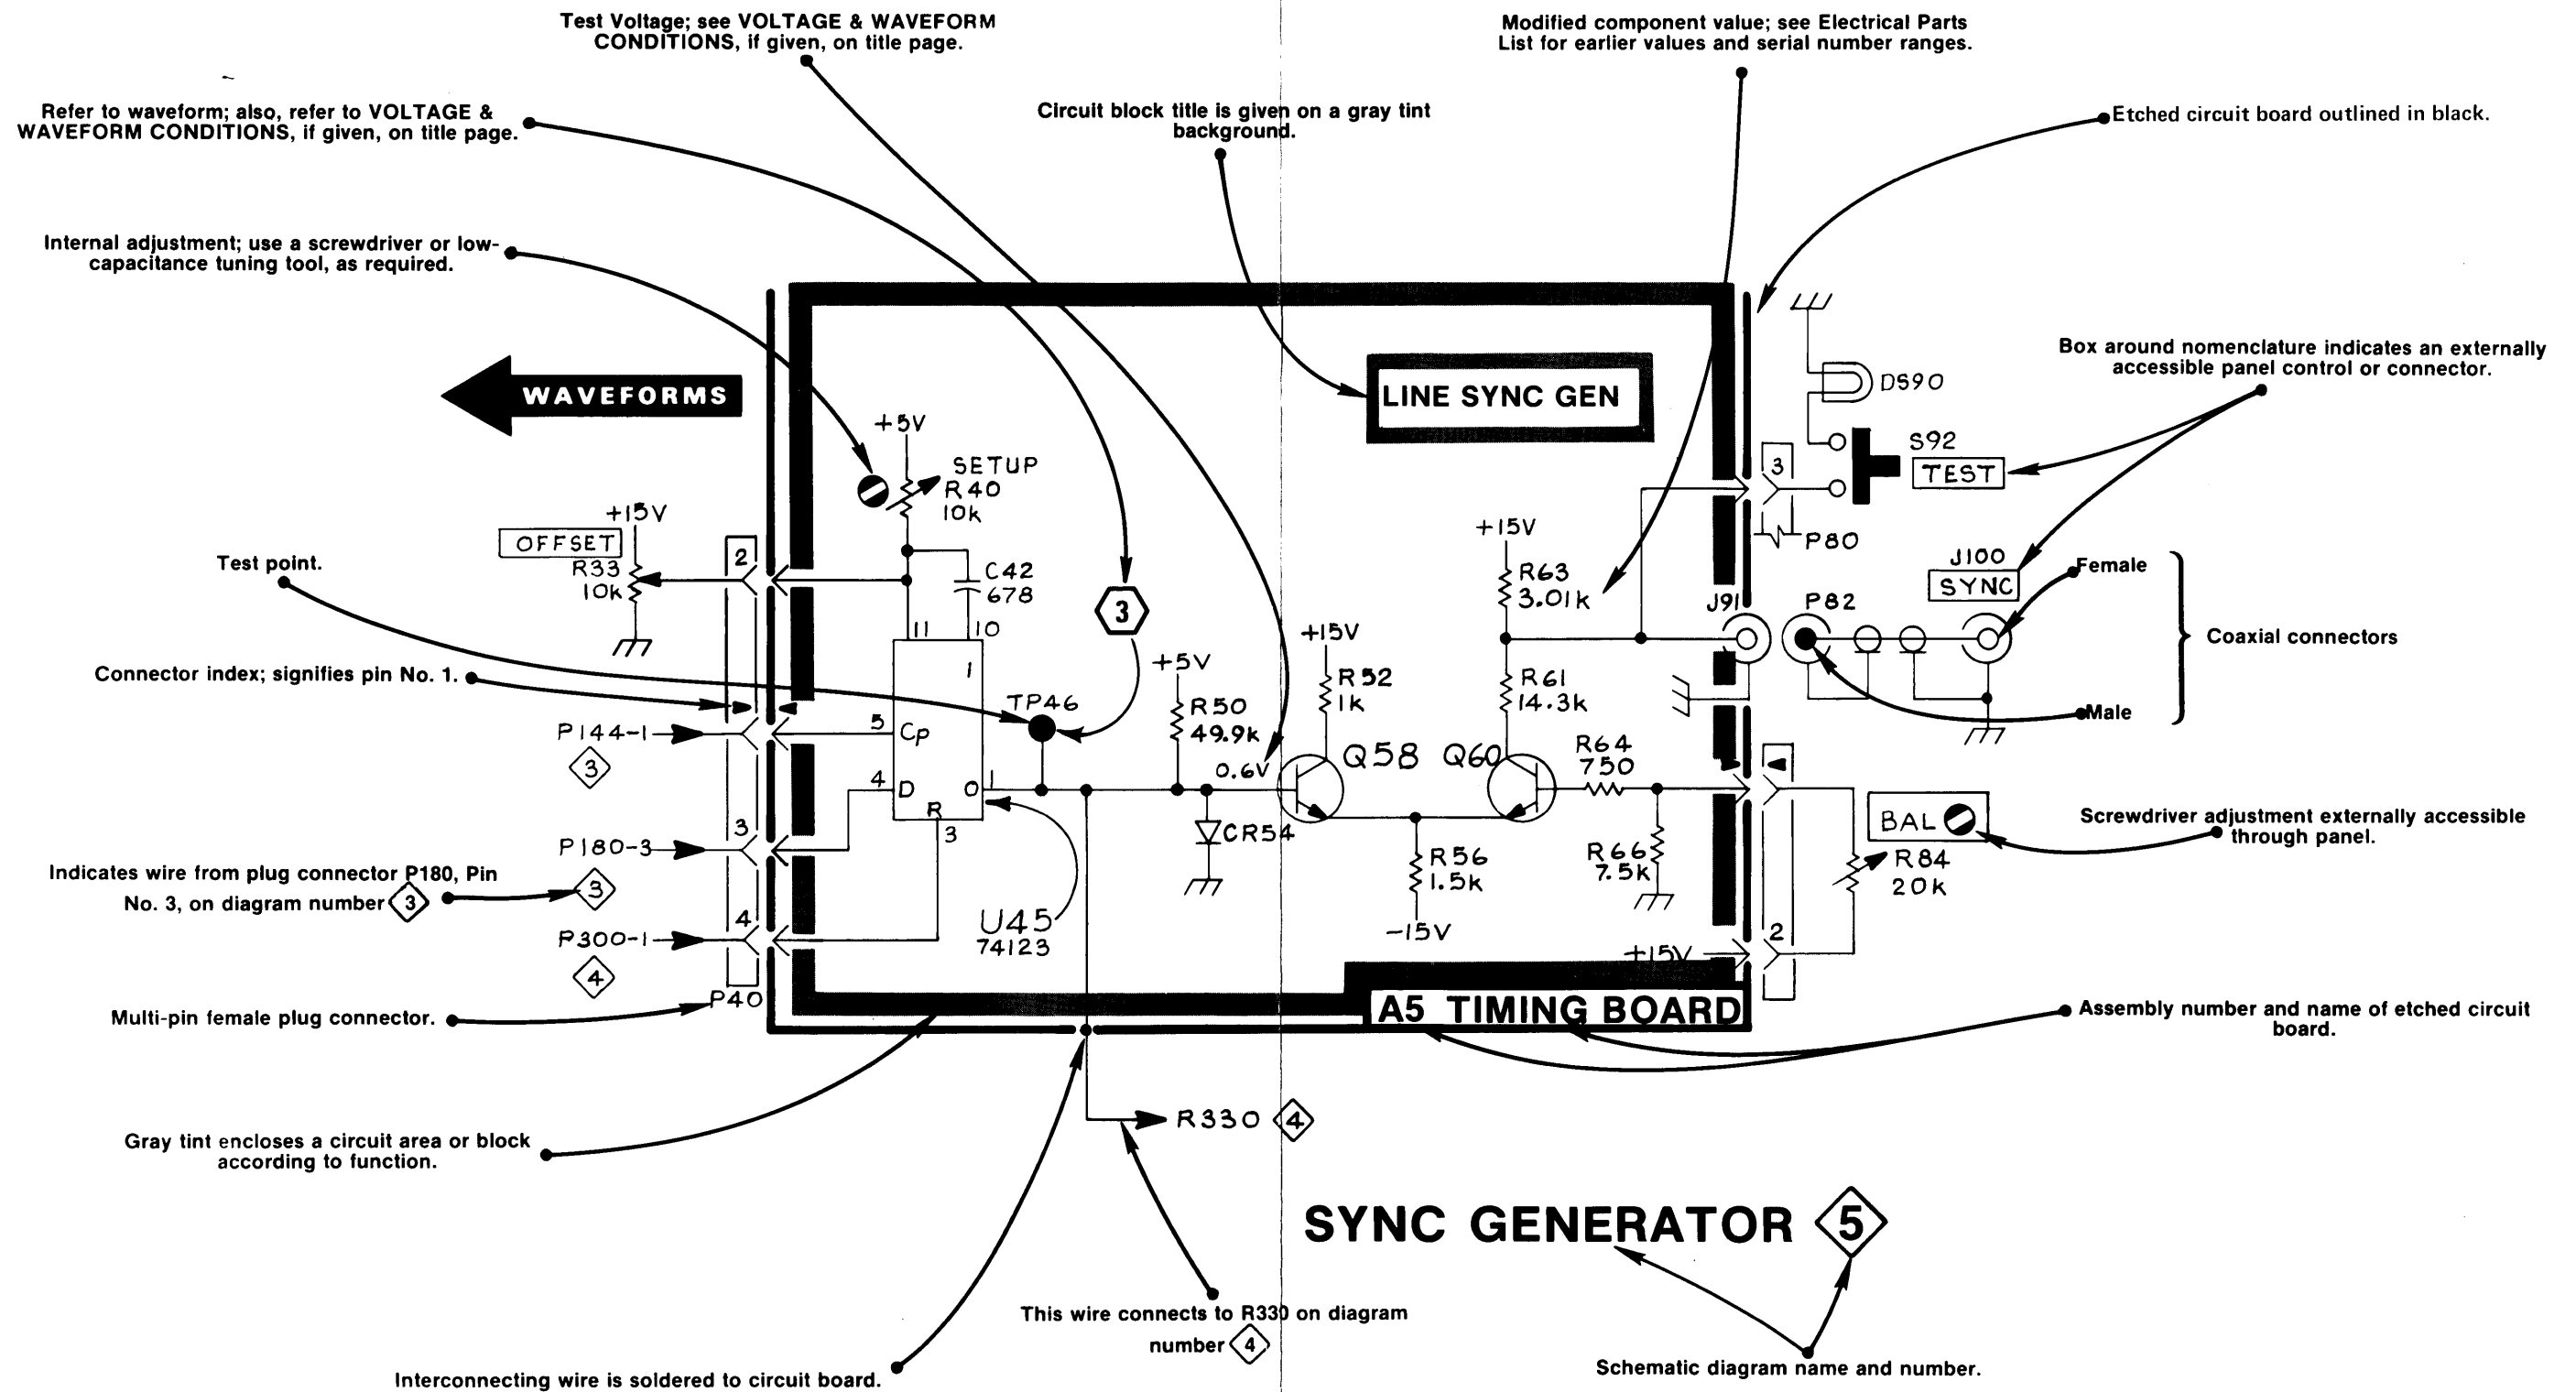 Test Voltage; see VOLTAGE & WAVEFORM
CONDITIONS, if given, on title page.
Modified component value; see Electrical Parts
List for earlier values and serial number ranges.
Refer to waveform; also, refer to VOLTAGE &
WAVEFORM CONDITIONS, if given, on title page.
Circuit block title is given on a gray tint
background.
Etched circuit board outlined in black.
Internal adjustment; use a screwdriver or low-
capacitance tuning tool, as required.
Box around nomenclature indicates an externally
accessible panel control or connector.
WAVEFORMS
LINE SYNC GEN
DS90
+5V
SETUP
R40
10k
S92
TEST
3
P80
+15V
OFFSET
R33
10k
2
Test point.
C42
678
3
+15V
R63
3.01k
J100
SYNC
Female
J91
P82
Coaxial connectors
Male
11
10
1
+15V
R52
1k
R61
14.3k
Connector index; signifies pin No. 1.
TP46
+5V
R50
49.9k
P144-1
3
5
Cp
0.6V
Q58
Q60
R64
750
4
D
O
1
R
3
P180-3
3
3
CR54
R56
1.5k
-15V
R66
7.5k
BAL
R84
20k
Screwdriver adjustment externally accessible
through panel.
Indicates wire from plug connector P180, Pin
No. 3, on diagram number 3
P300-1
4
4
U45
74123
+15V
2
P40
Multi-pin female plug connector.
A5 TIMING BOARD
Assembly number and name of etched circuit
board.
R330 4
Gray tint encloses a circuit area or block
according to function.
SYNC GENERATOR 5
This wire connects to R330 on diagram
number 4
Schematic diagram name and number.
Interconnecting wire is soldered to circuit board.